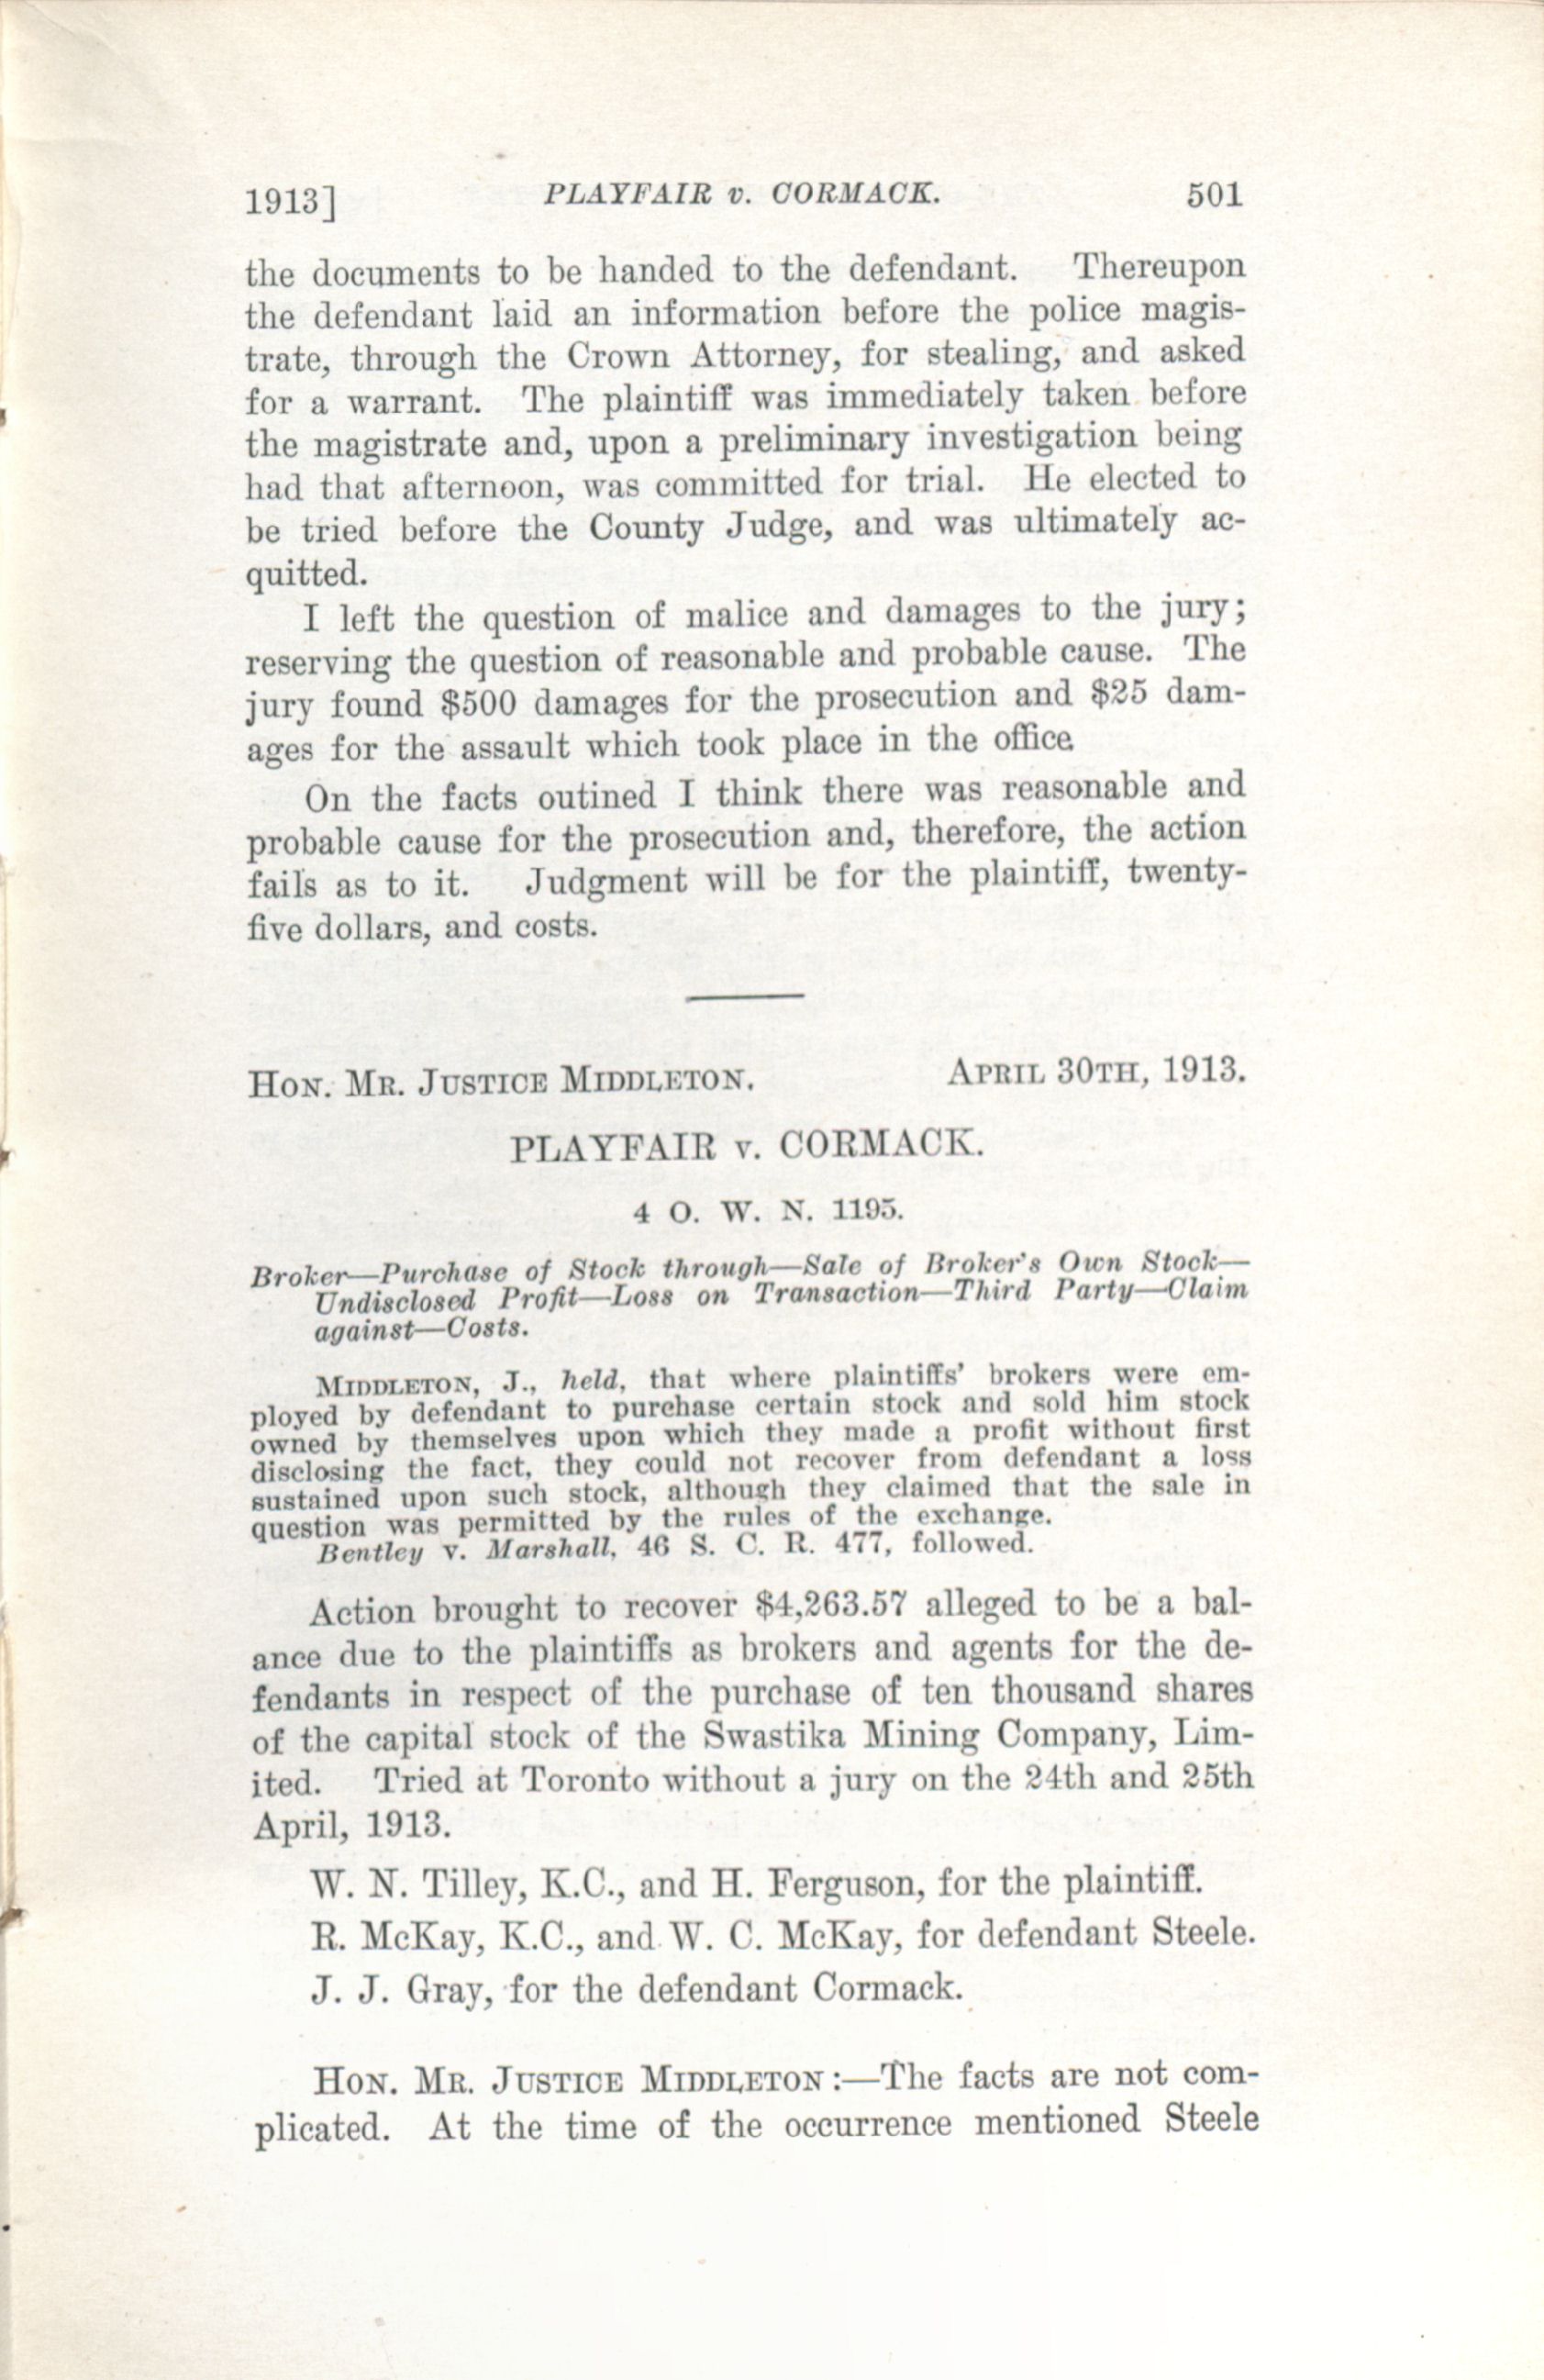 1913] PLAYFAIR v. CORMACK. 501
the documents to be handed to the defendant. Thereupon
the defendant laid an information before the police magis-
trate, through the Crown Attorney, for stealing, and asked
for a warrant. The plaintiff was immediately taken before
the magistrate and, upon a preliminary investigation being
had that afternoon, was committed for trial. He elected to
be tried before the County Judge, and was ultimately ac-
quitted.
I left the question of malice and damages to the jury;
reserving the question of reasonable and probable cause. The
jury found $500 damages for the prosecution and $25 dam-
ages for the assault which took place in the office
On the facts outined I think there was reasonable and
probable cause for the prosecution and, therefore, the action
fails as to it. Judgment will be for the plaintiff, twenty-
five dollars, and costs.
HON. MR. JUSTICE MIDDLETON. APRIL 30TH, 1913.
PLAYFAIR v. CORMACK.
4 O. W. N. 1195.
Broker—Purchase of Stock through—Sale of Broker's Own Stock—
Undisclosed Profit—Loss on Transaction—Third Party—Claim
against—Costs.
MIDDLETON, J., held, that where plaintiffs' brokers were em-
ployed by defendant to purchase certain stock and sold him stock
owned by themselves upon which they made a profit without first
disclosing the fact, they could not recover from defendant a loss
sustained upon such stock, although they claimed that the sale in
question was permitted by the rules of the exchange.
Bentley v. Marshall, 46 S. C. R. 477, followed.
Action brought to recover $4,263.57 alleged to be a bal-
ance due to the plaintiffs as brokers and agents for the de-
fendants in respect of the purchase of ten thousand shares
of the capital stock of the Swastika Mining Company, Lim-
ited. Tried at Toronto without a jury on the 24th and 25th
April, 1913.
W. N. Tilley, K.C., and H. Ferguson, for the plaintiff.
R. McKay, K.C., and W. C. McKay, for defendant Steele.
J. J. Gray, for the defendant Cormack.
HON. MR. JUSTICE MIDDLETON:—The facts are not com-
plicated. At the time of the occurrence mentioned Steele